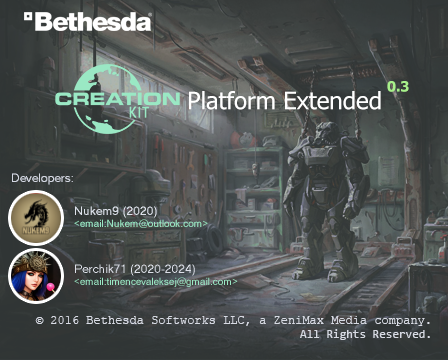 Bethesda
CREATION
KIT
Platform Extended 0.3
Developers:
NUKEM9
Nukem9 (2020)
<email:Nukem@outlook.com>
Perchik71 (2020-2024)
<email:timencevaleksej@gmail.com>
© 2016 Bethesda Softworks LLC, a ZeniMax Media company.
All Rights Reserved.